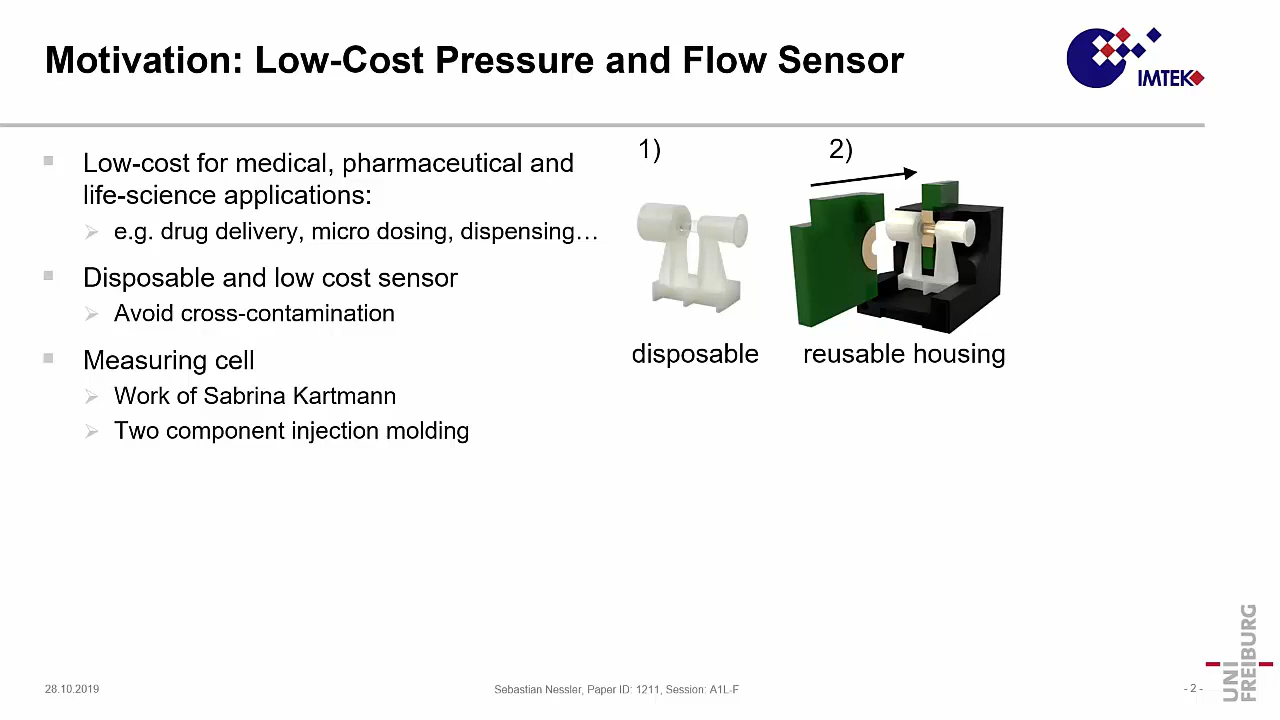 Motivation: Low-Cost Pressure and Flow Sensor
IMTEK
Low-cost for medical, pharmaceutical and
life-science applications:
e.g. drug delivery, micro dosing, dispensing…
Disposable and low cost sensor
Avoid cross-contamination
Measuring cell
Work of Sabrina Kartmann
Two component injection molding
1)
2)
disposable
reusable housing
28.10.2019
Sebastian Nessler, Paper ID: 1211, Session: A1L-F
- 2 -
UNI
FREIBURG